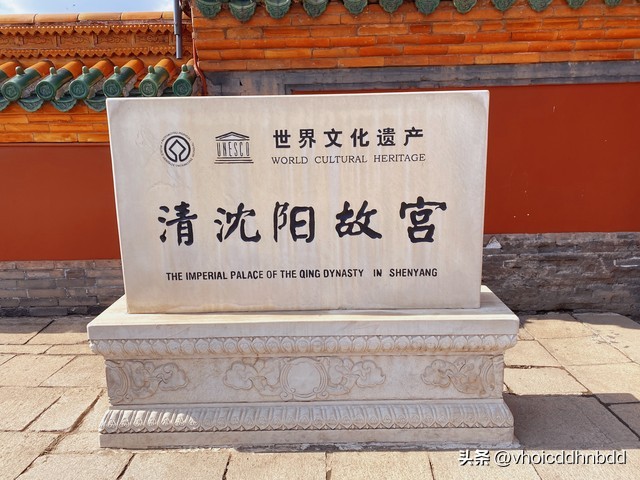 世界文化遗产
UNESCO
WORLD CULTURAL HERITAGE
清沈阳故宫
THE IMPERIAL PALACE OF THE QING DYNASTY IN SHENYANG
头条 @vhoicddhnbdd